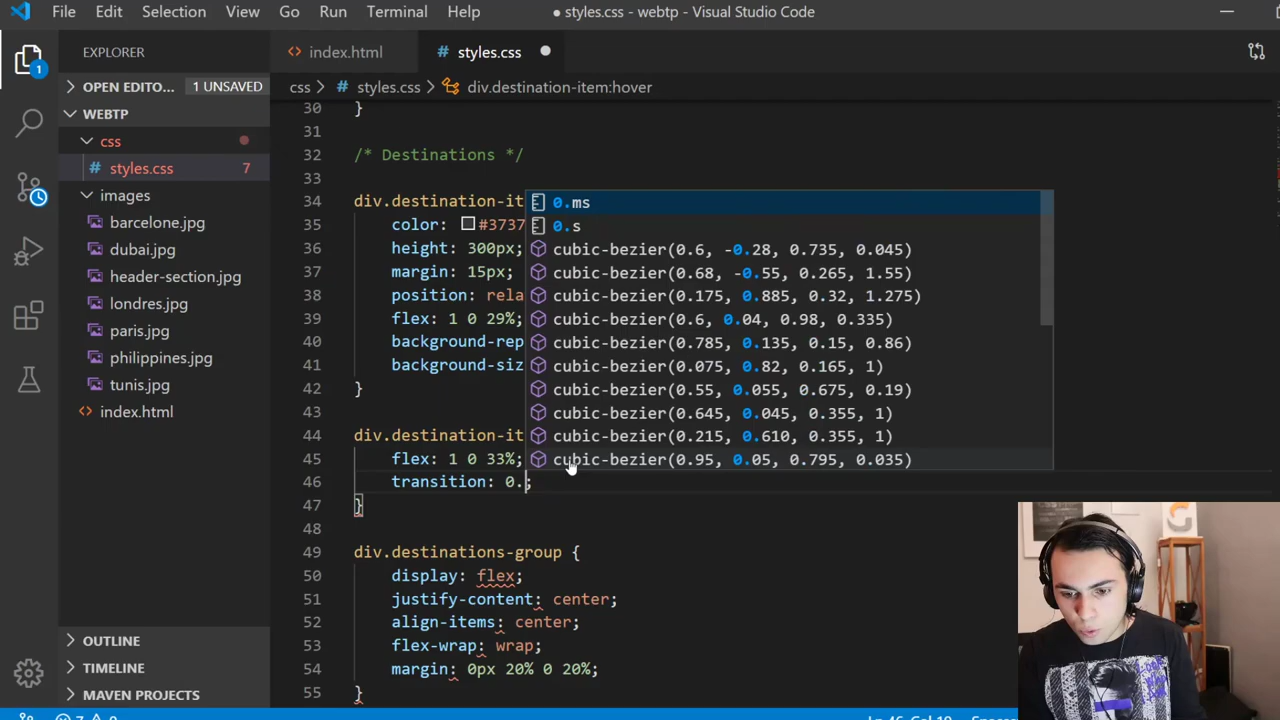 File Edit Selection View Go Run Terminal Help
● styles.css - webtp - Visual Studio Code
EXPLORER
OPEN EDITO... 1 UNSAVED
WEBTP
css
# styles.css 7
images
barcelone.jpg
dubai.jpg
header-section.jpg
londres.jpg
paris.jpg
philippines.jpg
tunis.jpg
<> index.html
OUTLINE
TIMELINE
MAVEN PROJECTS
1
<> index.html
# styles.css ●
css > # styles.css > div.destination-item:hover
30 }
31
32 /* Destinations */
33
34 div.destination-it
35 color: #3737
36 height: 300px;
37 margin: 15px;
38 position: rela
39 flex: 1 0 29%;
40 background-rep
41 background-siz
42 }
43
44 div.destination-it
45 flex: 1 0 33%;
46 transition: 0.;
47 }
48
49 div.destinations-group {
50 display: flex;
51 justify-content: center;
52 align-items: center;
53 flex-wrap: wrap;
54 margin: 0px 20% 0 20%;
55 }
0.ms
0.s
cubic-bezier(0.6, -0.28, 0.735, 0.045)
cubic-bezier(0.68, -0.55, 0.265, 1.55)
cubic-bezier(0.175, 0.885, 0.32, 1.275)
cubic-bezier(0.6, 0.04, 0.98, 0.335)
cubic-bezier(0.785, 0.135, 0.15, 0.86)
cubic-bezier(0.075, 0.82, 0.165, 1)
cubic-bezier(0.55, 0.055, 0.675, 0.19)
cubic-bezier(0.645, 0.045, 0.355, 1)
cubic-bezier(0.215, 0.610, 0.355, 1)
cubic-bezier(0.95, 0.05, 0.795, 0.035)